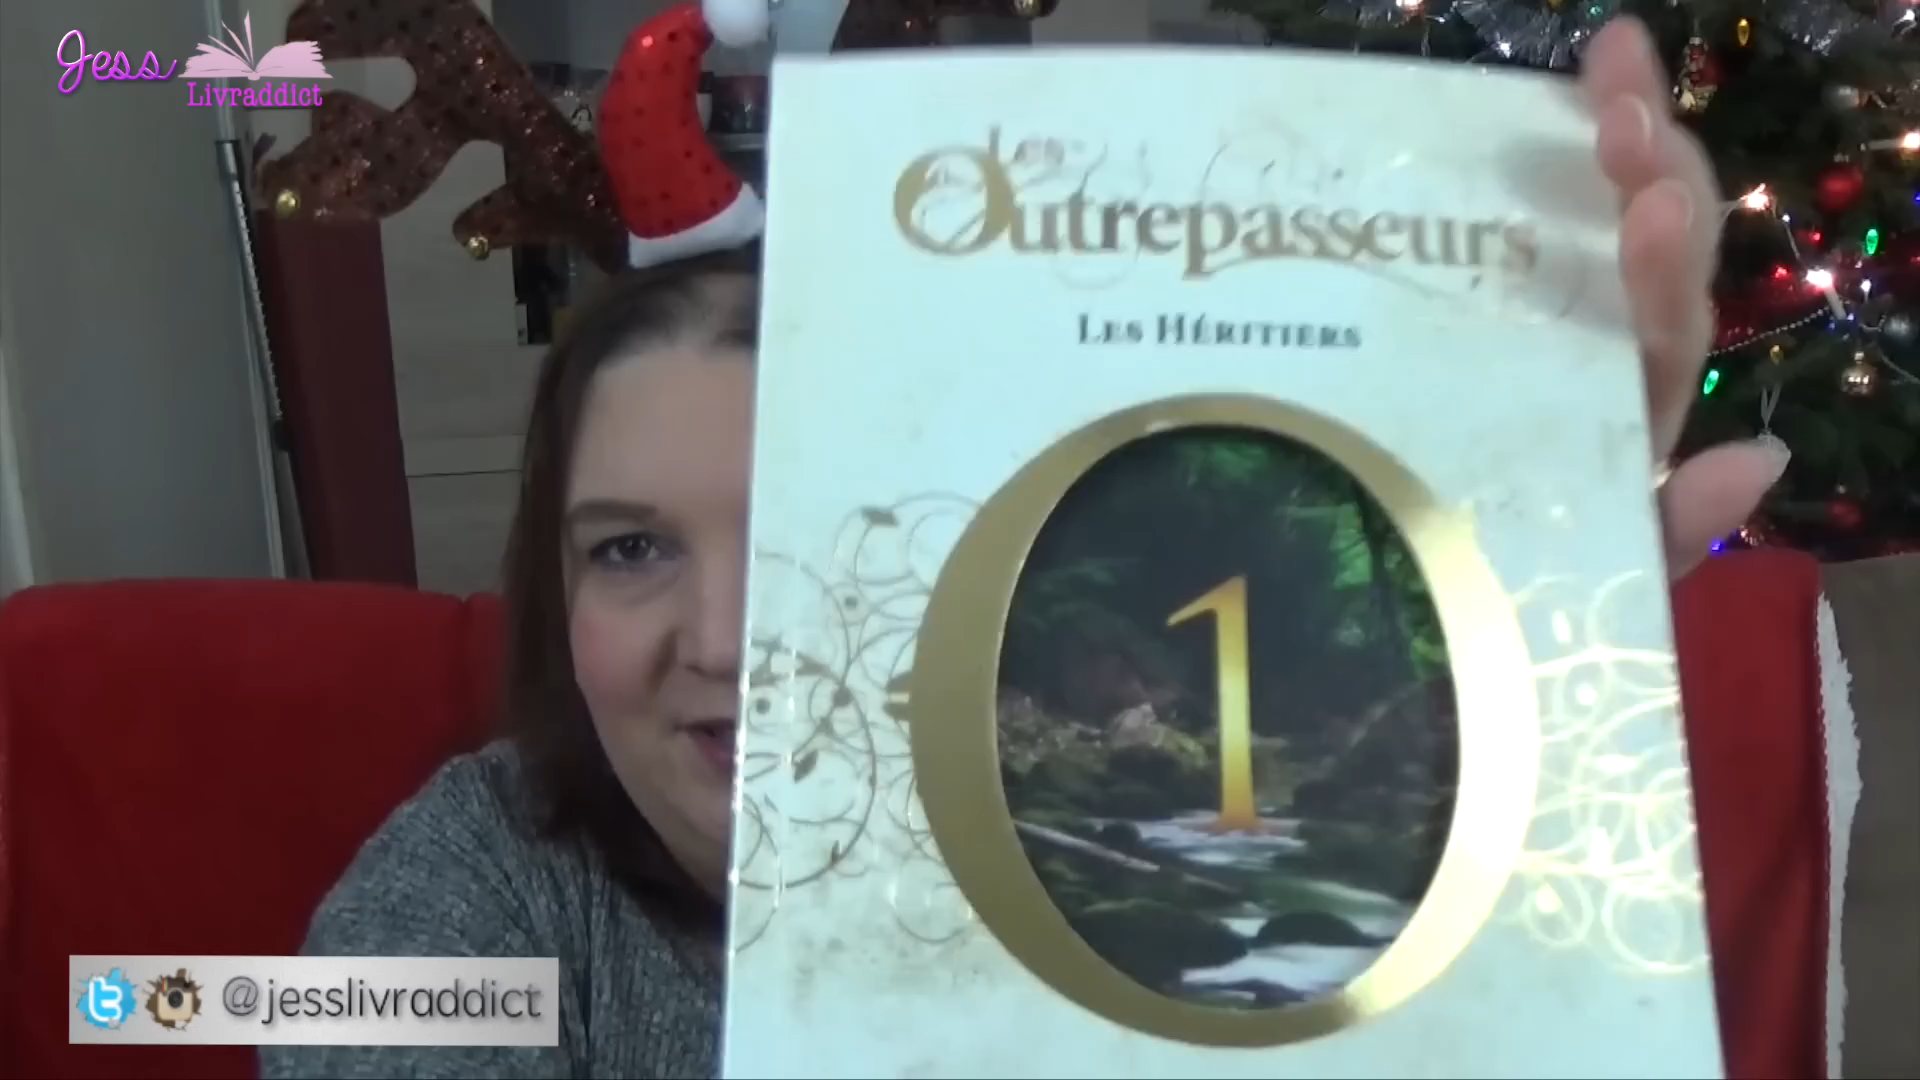 Jess
Livraddict
Les
Outrepasseurs
LES HÉRITIERS
1
@jesslivraddict